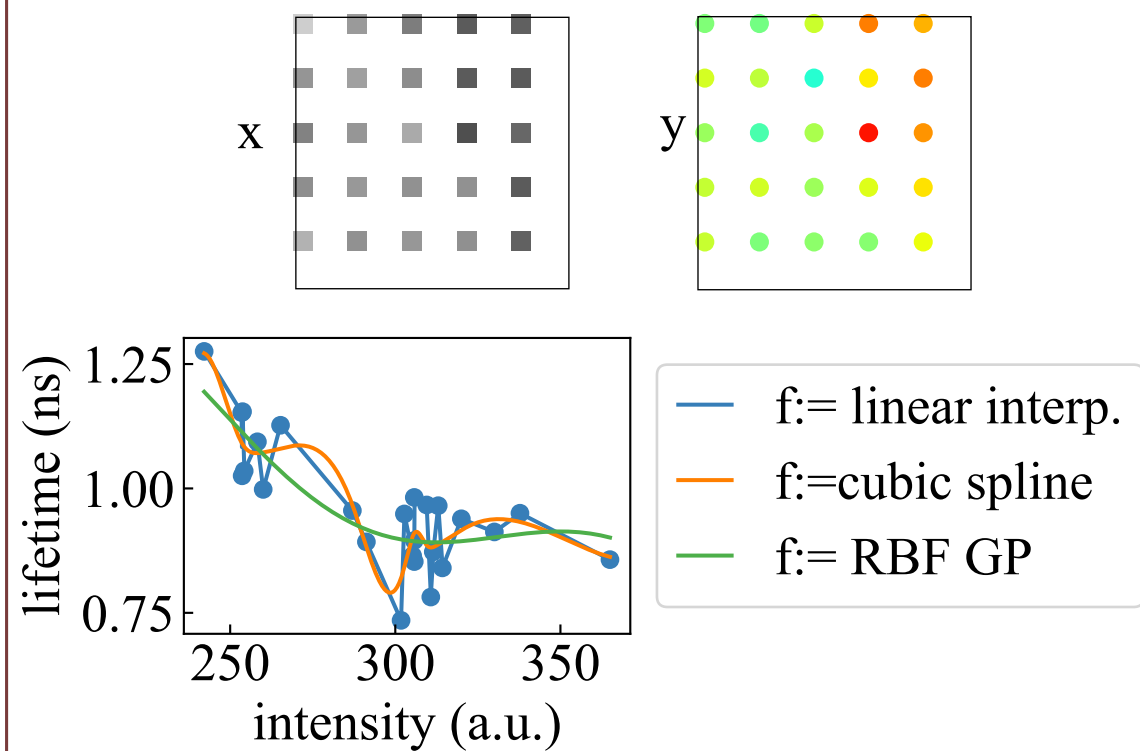 x
y
lifetime (ns)
1.25
1.00
0.75
250
300
350
intensity (a.u.)
f:= linear interp.
f:=cubic spline
f:= RBF GP